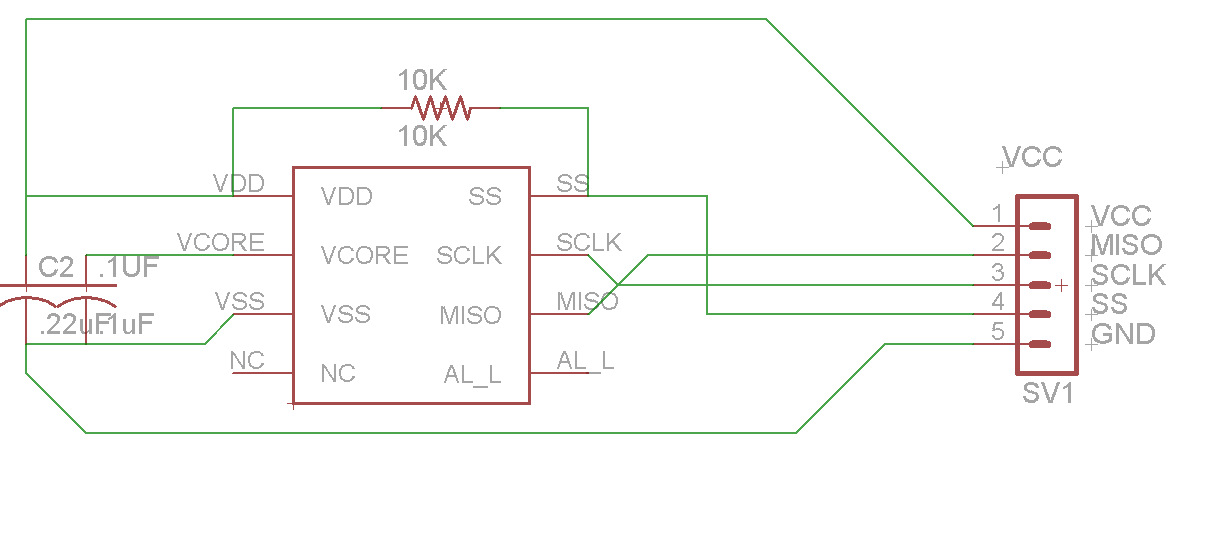 10K
10K
VCC
VDD
VDD
SS
SS
1
VCC
VCORE
VCORE
SCLK
SCLK
2
MISO
C2
.1UF
3
SCLK
VSS
VSS
MISO
MISO
4
SS
.22uF
.1uF
5
GND
NC
NC
AL_L
AL_L
SV1